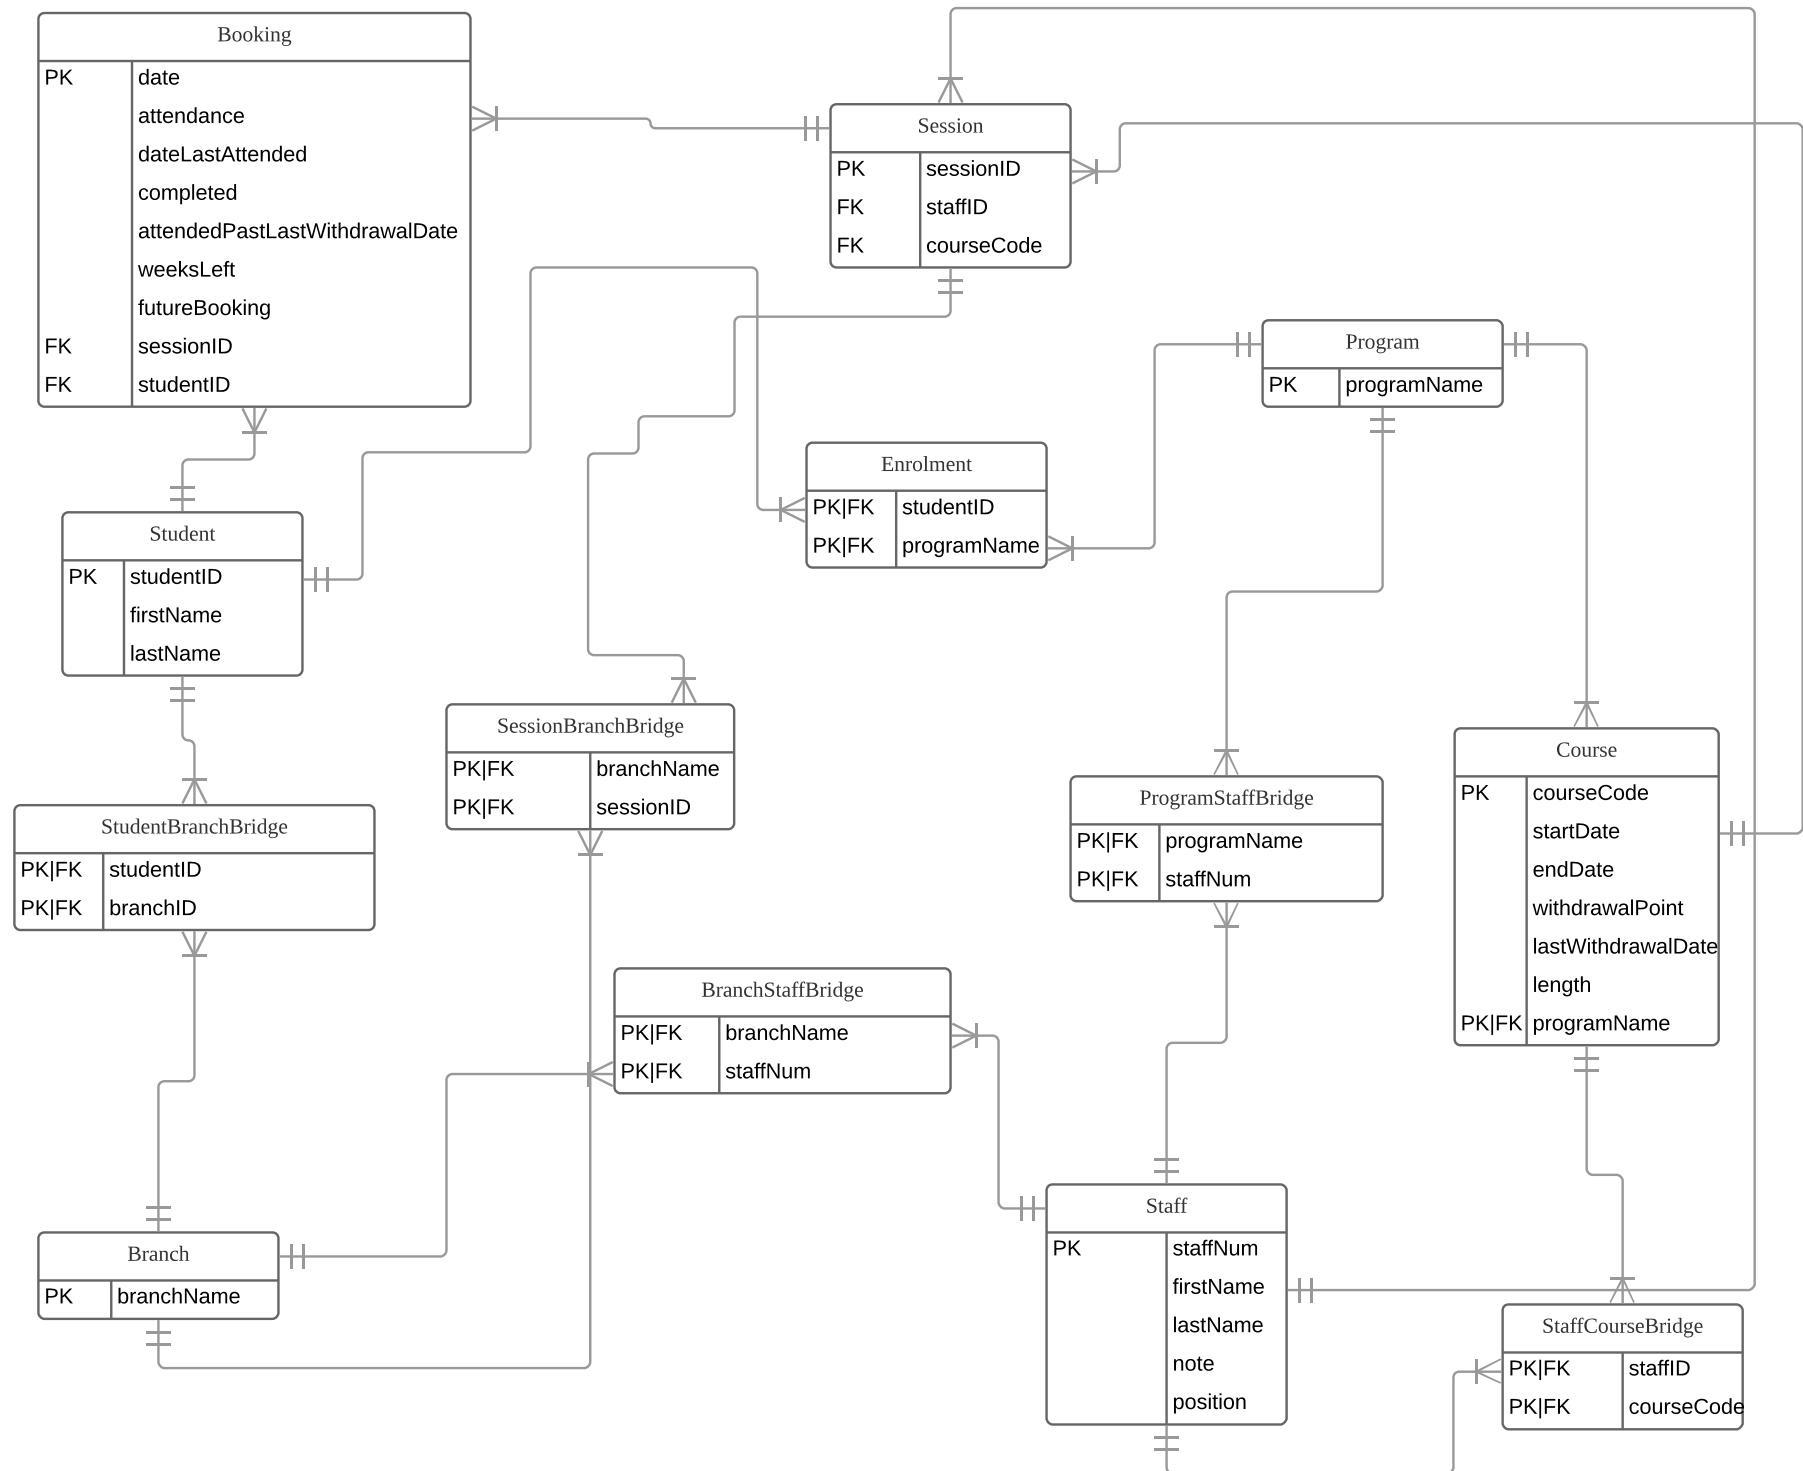 Booking
PK date
attendance
dateLastAttended
completed
attendedPastLastWithdrawalDate
weeksLeft
futureBooking
FK sessionID
FK studentID
Session
PK sessionID
FK staffID
FK courseCode
Program
PK programName
Enrolment
PK|FK studentID
PK|FK programName
Student
PK studentID
firstName
lastName
SessionBranchBridge
PK|FK branchName
PK|FK sessionID
Course
PK courseCode
startDate
endDate
withdrawalPoint
lastWithdrawalDate
length
PK|FK programName
ProgramStaffBridge
PK|FK programName
PK|FK staffNum
StudentBranchBridge
PK|FK studentID
PK|FK branchID
BranchStaffBridge
PK|FK branchName
PK|FK staffNum
Staff
PK staffNum
firstName
lastName
note
position
Branch
PK branchName
StaffCourseBridge
PK|FK staffID
PK|FK courseCode